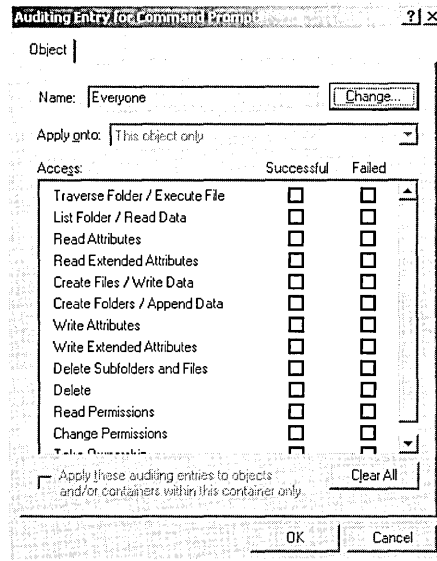 Auditing Entry for Command Prompt
Object
Name: Everyone Change...
Apply onto: This object only
Access: Successful Failed
Traverse Folder / Execute File
List Folder / Read Data
Read Attributes
Read Extended Attributes
Create Files / Write Data
Create Folders / Append Data
Write Attributes
Write Extended Attributes
Delete Subfolders and Files
Delete
Read Permissions
Change Permissions
Take Ownership
Apply these auditing entries to objects
and/or containers within this container only
Clear All
OK Cancel